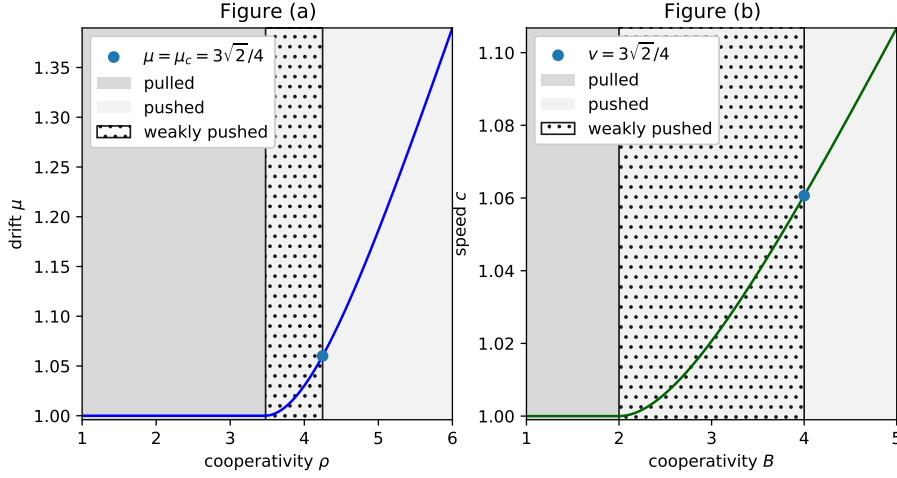 Figure (a)
μ = μc = 3√2/4
pulled
pushed
weakly pushed
1.35
1.30
1.25
1.20
1.15
1.10
1.05
1.00
drift μ
1 2 3 4 5 6
cooperativity ρ
Figure (b)
v = 3√2/4
pulled
pushed
weakly pushed
1.10
1.08
1.06
1.04
1.02
1.00
speed c
1 2 3 4 5
cooperativity B